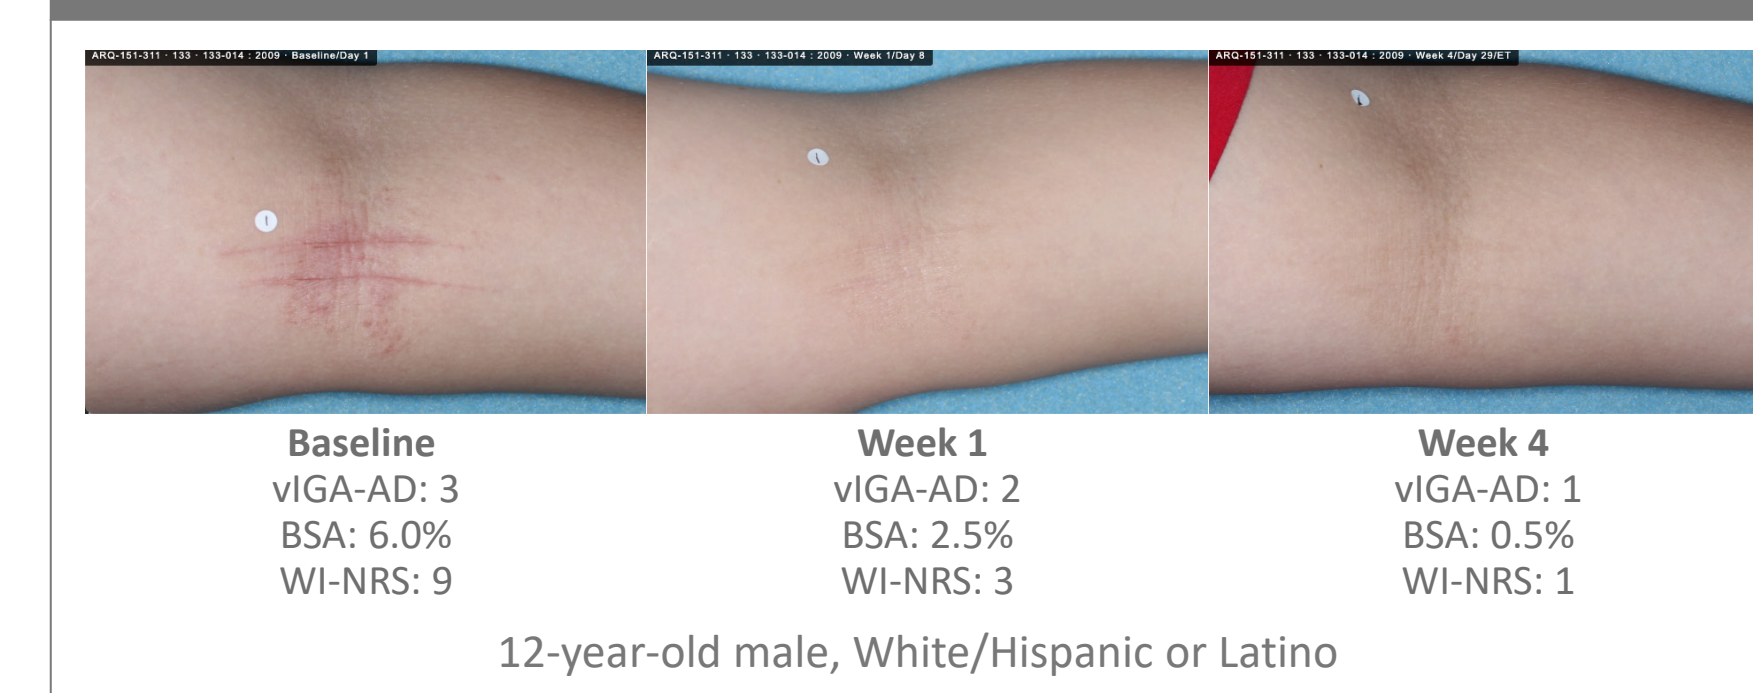 ARQ-151-311 · 133 · 133-014 : 2009 · Baseline/Day 1
ARQ-151-311 · 133 · 133-014 : 2009 · Week 1/Day 8
ARQ-151-311 · 133 · 133-014 : 2009 · Week 4/Day 29/ET
Baseline
vIGA-AD: 3
BSA: 6.0%
WI-NRS: 9
Week 1
vIGA-AD: 2
BSA: 2.5%
WI-NRS: 3
Week 4
vIGA-AD: 1
BSA: 0.5%
WI-NRS: 1
12-year-old male, White/Hispanic or Latino